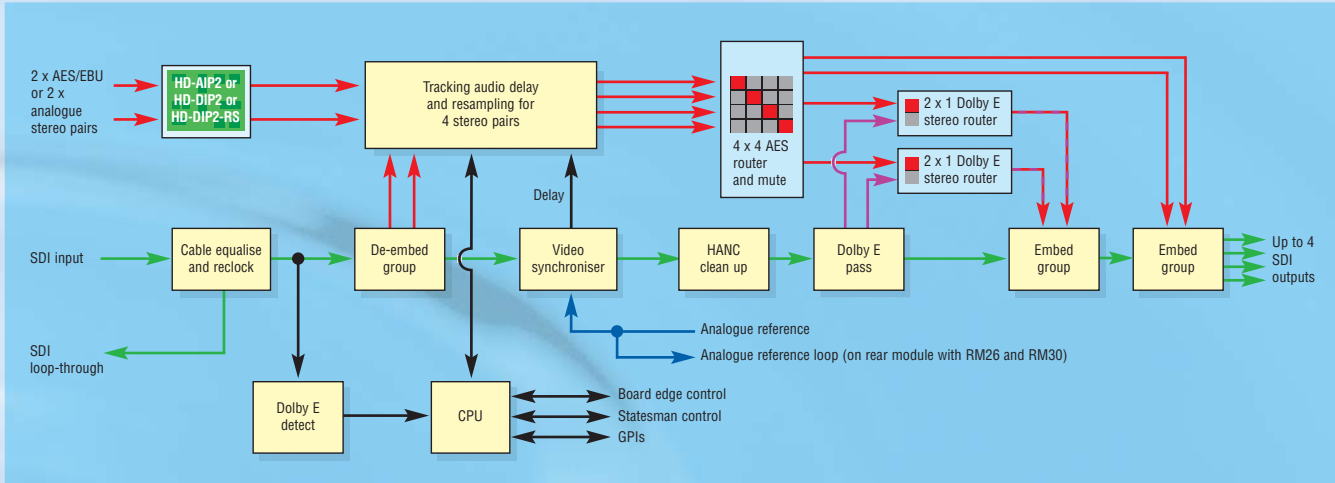 2 x AES/EBU
or 2 x
analogue
stereo pairs
HD-AIP2 or
HD-DIP2 or
HD-DIP2-RS
Tracking audio delay
and resampling for
4 stereo pairs
4 x 4 AES
router
and mute
2 x 1 Dolby E
stereo router
2 x 1 Dolby E
stereo router
Delay
SDI input
Cable equalise
and reclock
De-embed
group
Video
synchroniser
HANC
clean up
Dolby E
pass
Embed
group
Embed
group
Up to 4
SDI
outputs
SDI
loop-through
Analogue reference
Analogue reference loop (on rear module with RM26 and RM30)
Dolby E
detect
CPU
Board edge control
Statesman control
GPIs